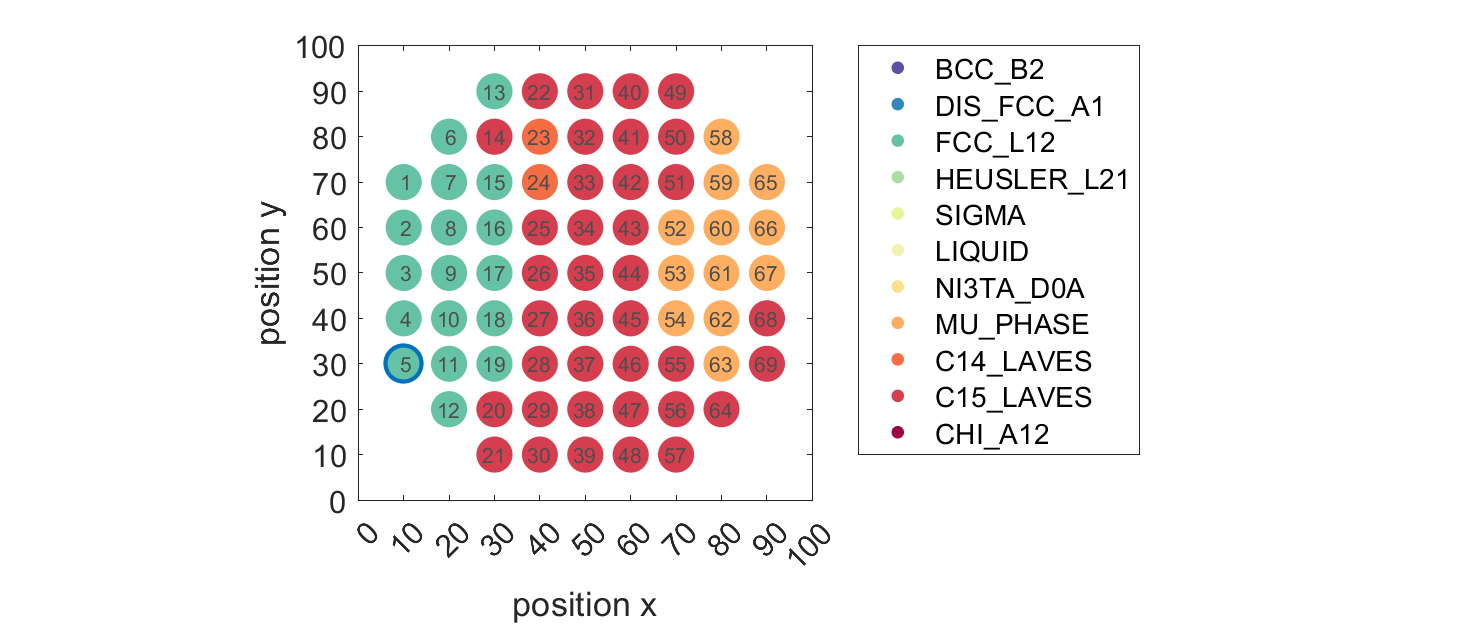 100
90
80
70
60
50
40
30
20
10
0
position y
13 22 31 40 49
6 14 23 32 41 50 58
1 7 15 24 33 42 51 59 65
2 8 16 25 34 43 52 60 66
3 9 17 26 35 44 53 61 67
4 10 18 27 36 45 54 62 68
5 11 19 28 37 46 55 63 69
12 20 29 38 47 56 64
21 30 39 48 57
0 10 20 30 40 50 60 70 80 90 100
position x
BCC_B2
DIS_FCC_A1
FCC_L12
HEUSLER_L21
SIGMA
LIQUID
NI3TA_D0A
MU_PHASE
C14_LAVES
C15_LAVES
CHI_A12